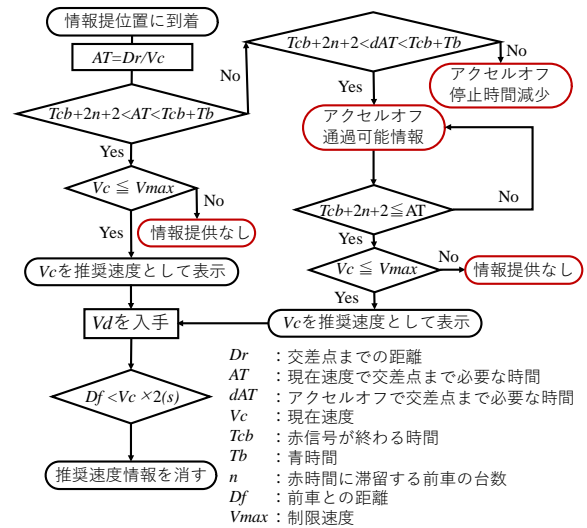 情報提位置に到着
AT=Dr/Vc
No
Tcb+2n+2<AT<Tcb+Tb
Yes
Vc ≦ Vmax
No
Yes
情報提供なし
Vcを推奨速度として表示
Vdを入手
Df <Vc ×2(s)
推奨速度情報を消す
Tcb+2n+2<dAT<Tcb+Tb
No
アクセルオフ
停止時間減少
Yes
アクセルオフ
通過可能情報
Tcb+2n+2≦AT
No
Yes
Vc ≦ Vmax
No
情報提供なし
Yes
Vcを推奨速度として表示
Dr ：交差点までの距離
AT ：現在速度で交差点まで必要な時間
dAT ：アクセルオフで交差点まで必要な時間
Vc ：現在速度
Tcb ：赤信号が終わる時間
Tb ：青時間
n ：赤時間に滞留する前車の台数
Df ：前車との距離
Vmax ：制限速度